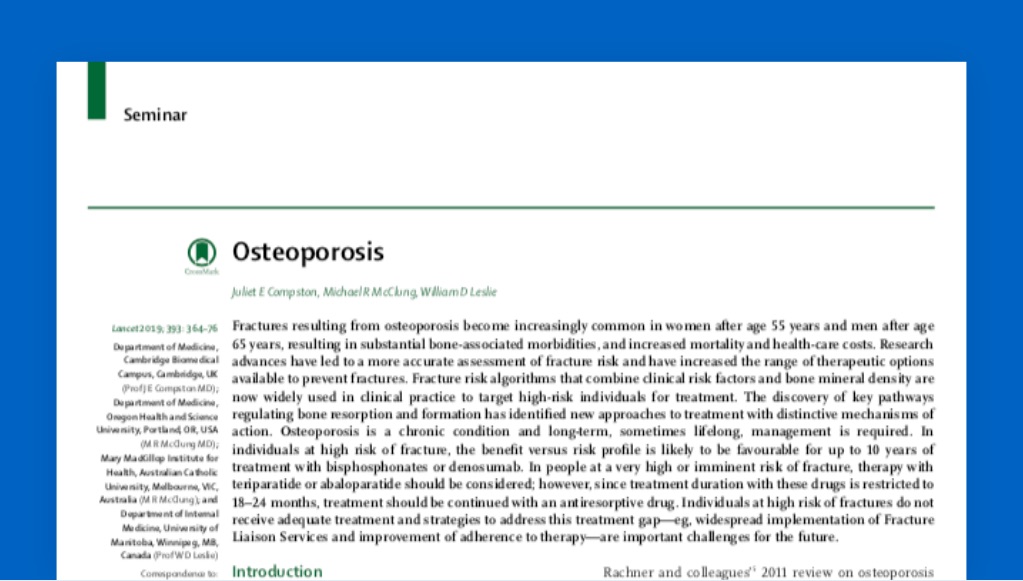 Seminar
Osteoporosis
CrossMark
Juliet E Compston, Michael R McClung, William D Leslie
Lancet 2019; 393: 364–76
Department of Medicine,
Cambridge Biomedical
Campus, Cambridge, UK
(Prof J E Compston MD);
Department of Medicine,
Oregon Health and Science
University, Portland, OR, USA
(M R McClung MD);
Mary MacKillop Institute for
Health, Australian Catholic
University, Melbourne, VIC,
Australia (M R McClung); and
Department of Internal
Medicine, University of
Manitoba, Winnipeg, MB,
Canada (Prof W D Leslie)
Correspondence to:
Fractures resulting from osteoporosis become increasingly common in women after age 55 years and men after age
65 years, resulting in substantial bone-associated morbidities, and increased mortality and health-care costs. Research
advances have led to a more accurate assessment of fracture risk and have increased the range of therapeutic options
available to prevent fractures. Fracture risk algorithms that combine clinical risk factors and bone mineral density are
now widely used in clinical practice to target high-risk individuals for treatment. The discovery of key pathways
regulating bone resorption and formation has identified new approaches to treatment with distinctive mechanisms of
action. Osteoporosis is a chronic condition and long-term, sometimes lifelong, management is required. In
individuals at high risk of fracture, the benefit versus risk profile is likely to be favourable for up to 10 years of
treatment with bisphosphonates or denosumab. In people at a very high or imminent risk of fracture, therapy with
teriparatide or abaloparatide should be considered; however, since treatment duration with these drugs is restricted to
18–24 months, treatment should be continued with an antiresorptive drug. Individuals at high risk of fractures do not
receive adequate treatment and strategies to address this treatment gap—eg, widespread implementation of Fracture
Liaison Services and improvement of adherence to therapy—are important challenges for the future.
Introduction
Rachner and colleagues' 2011 review on osteoporosis